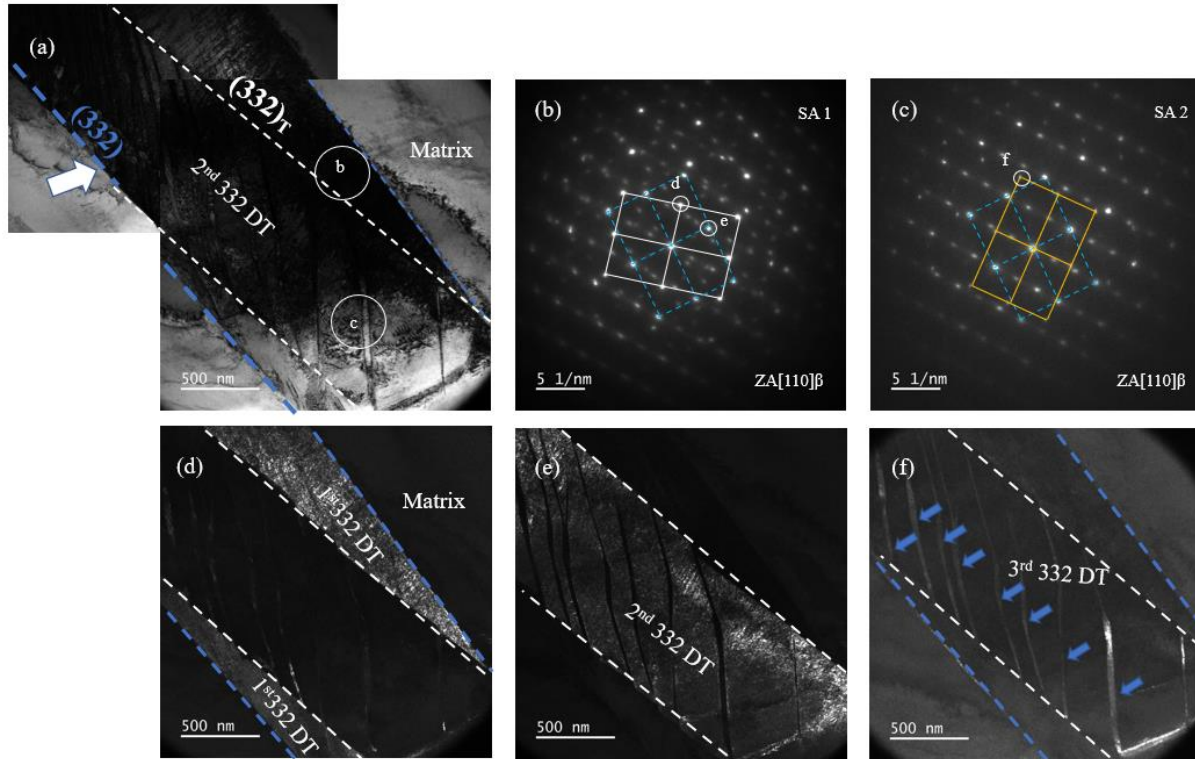 (a)
(332)T
(332)
Matrix
b
2nd 332 DT
c
500 nm
(b)
SA 1
d
e
5 1/nm
ZA[110]β
(c)
SA 2
f
5 1/nm
ZA[110]β
(d)
1st 332 DT
Matrix
1st 332 DT
500 nm
(e)
2nd 332 DT
500 nm
(f)
3rd 332 DT
500 nm